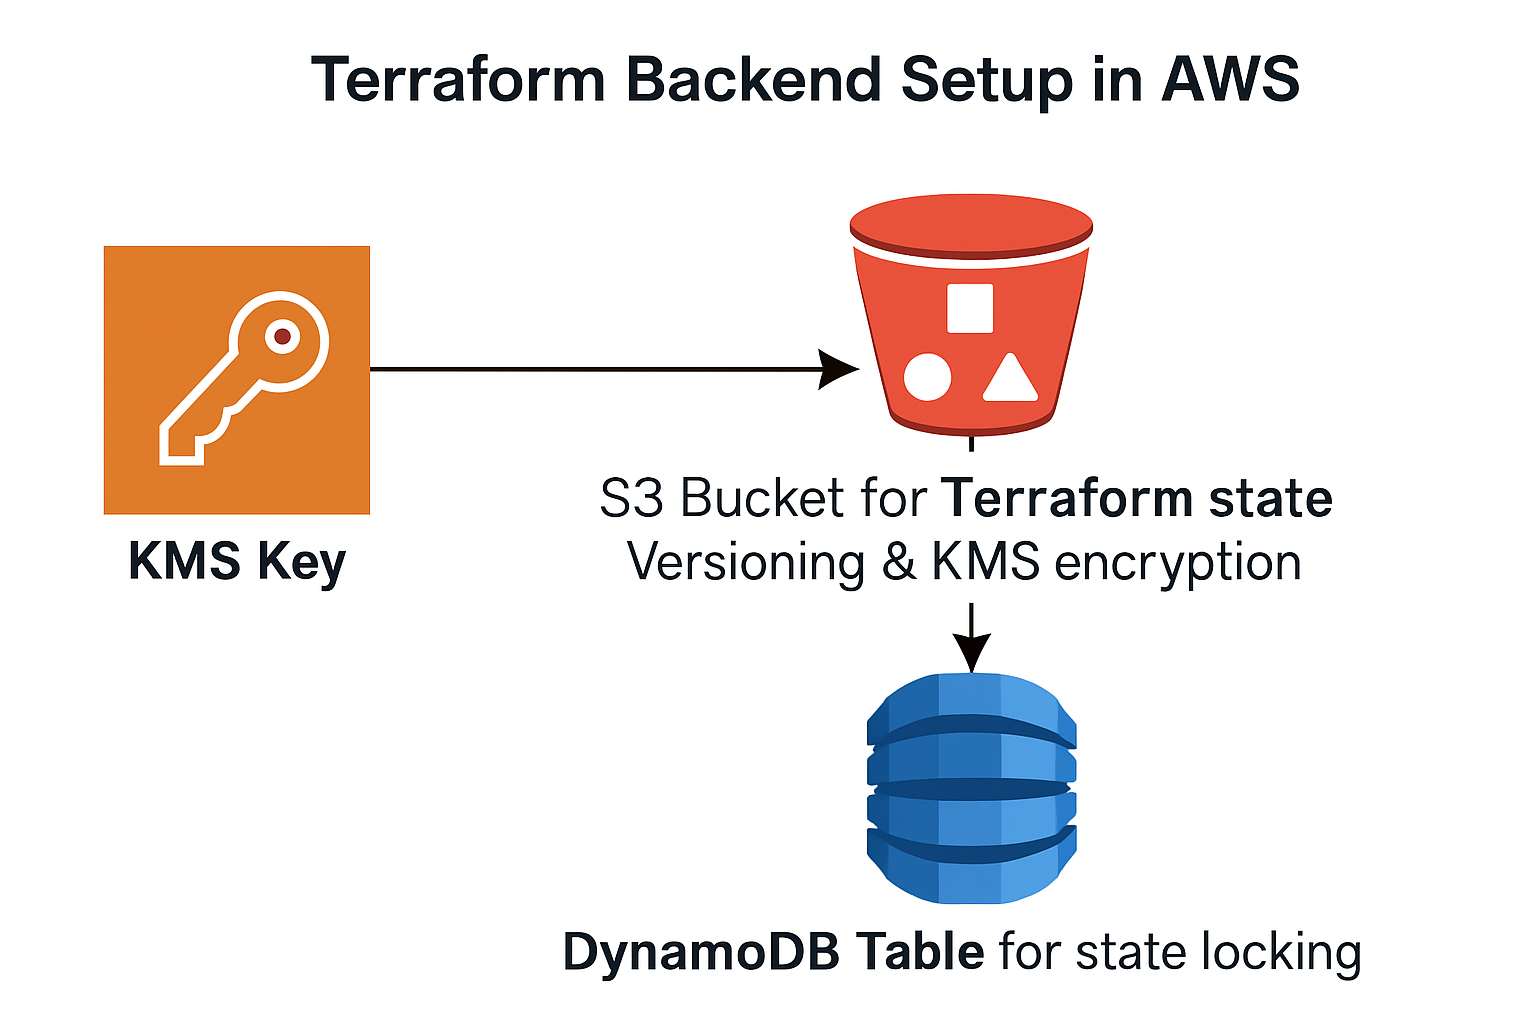 Terraform Backend Setup in AWS
KMS Key
S3 Bucket for Terraform state
Versioning & KMS encryption
DynamoDB Table for state locking